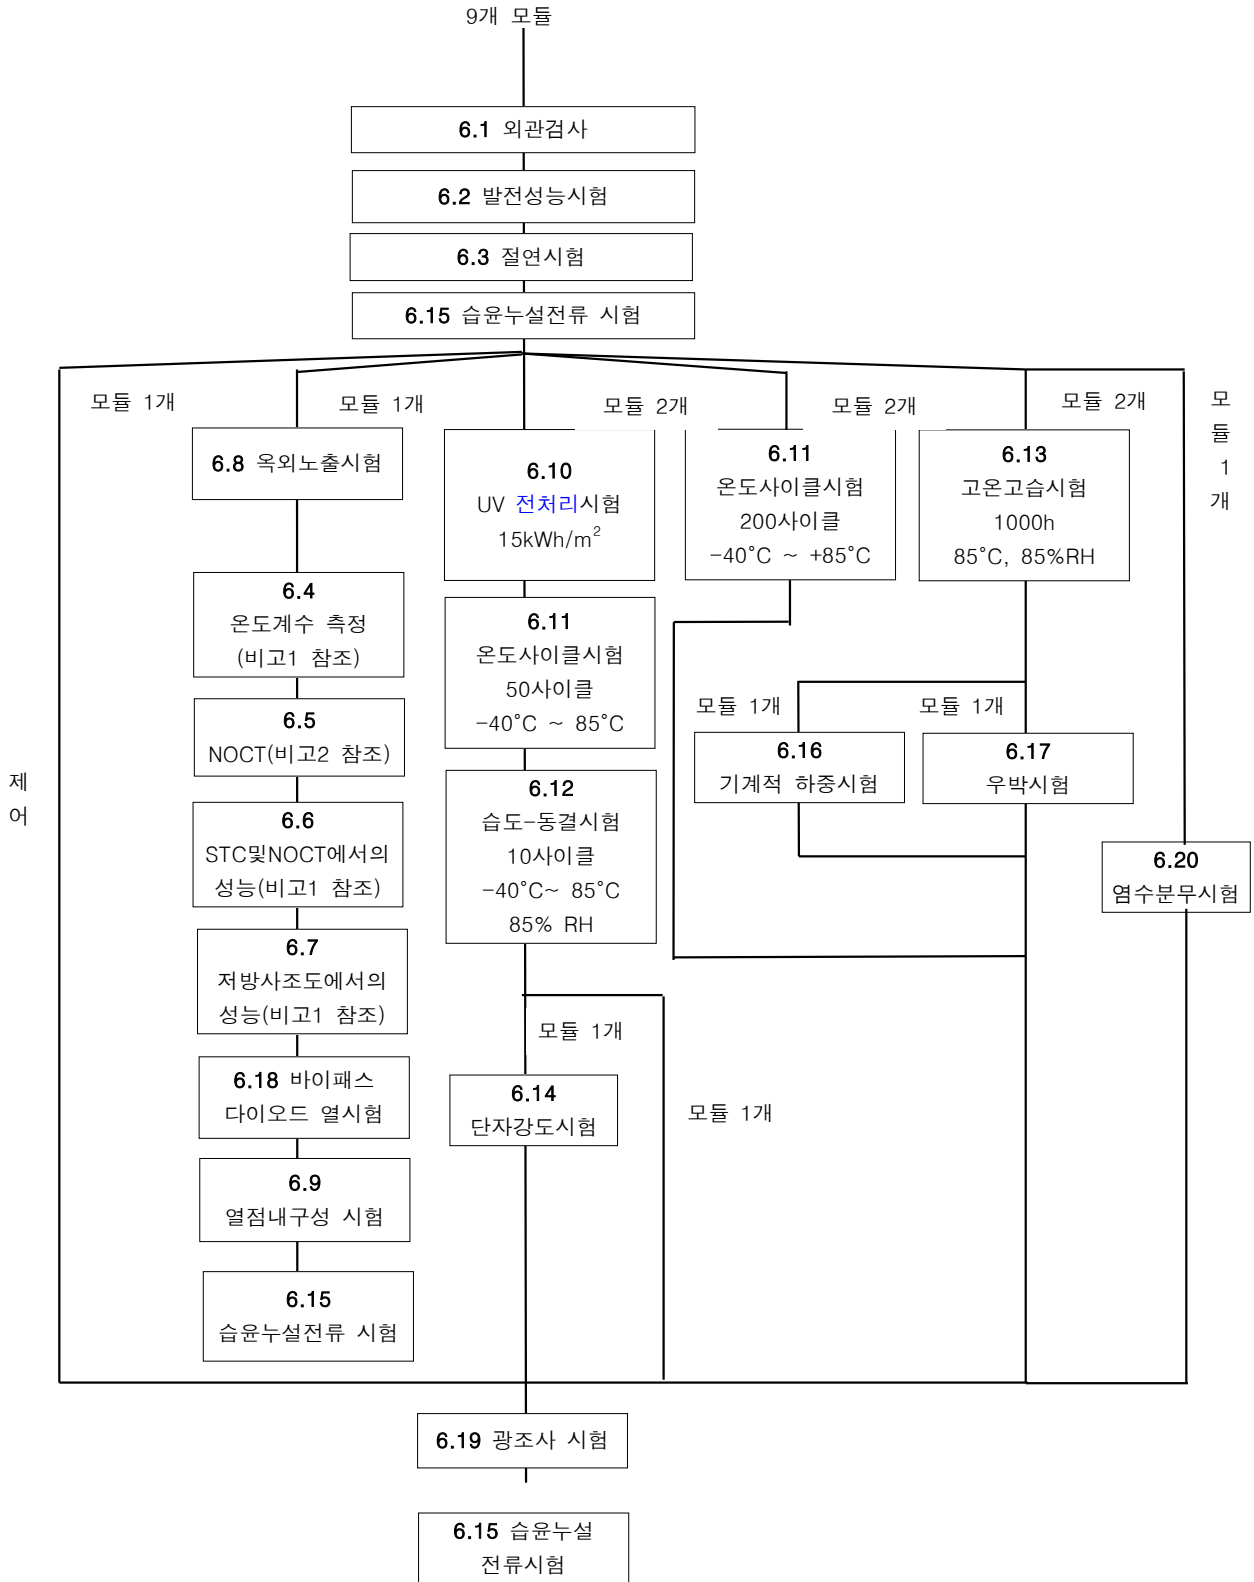 9개 모듈
6.1 외관검사
6.2 발전성능시험
6.3 절연시험
6.15 습윤누설전류 시험
모듈 1개
모듈 1개
모듈 2개
모듈 2개
모듈 2개
모
듈
1
개
제
어
6.8 옥외노출시험
6.4
온도계수 측정
(비고1 참조)
6.5
NOCT(비고2 참조)
6.6
STC및NOCT에서의
성능(비고1 참조)
6.7
저방사조도에서의
성능(비고1 참조)
6.18 바이패스
다이오드 열시험
6.9
열점내구성 시험
6.15
습윤누설전류 시험
6.10
UV 전처리시험
15kWh/m²
6.11
온도사이클시험
50사이클
-40°C ~ 85°C
6.12
습도-동결시험
10사이클
-40°C~ 85°C
85% RH
모듈 1개
6.14
단자강도시험
모듈 1개
6.11
온도사이클시험
200사이클
-40°C ~ +85°C
6.13
고온고습시험
1000h
85°C, 85%RH
모듈 1개
모듈 1개
6.16
기계적 하중시험
6.17
우박시험
6.20
염수분무시험
6.19 광조사 시험
6.15 습윤누설
전류시험